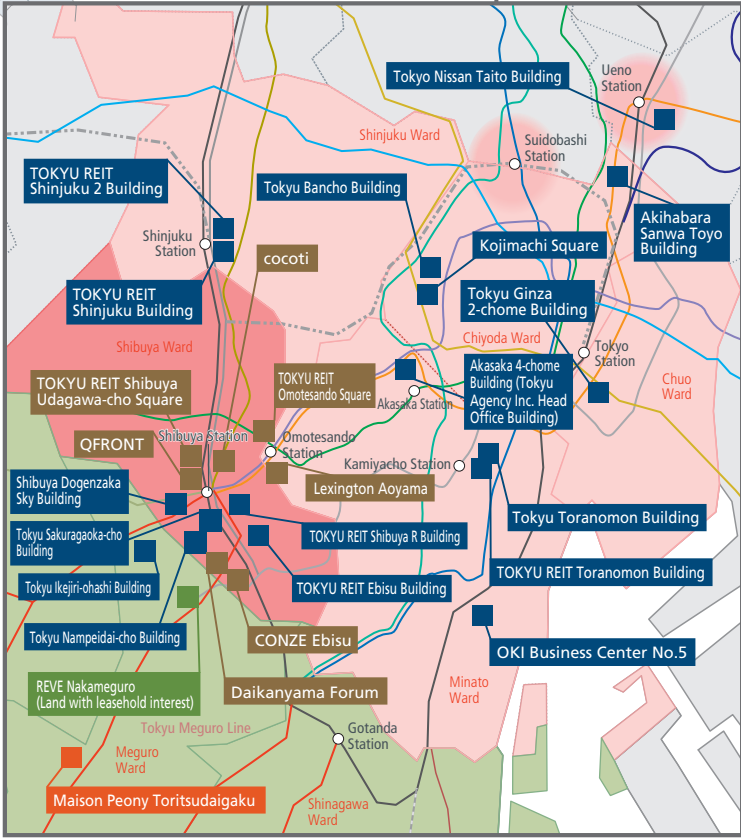 Ueno
Station
Tokyo Nissan Taito Building
Shinjuku Ward
Suidobashi
Station
TOKYU REIT
Shinjuku 2 Building
Tokyu Bancho Building
Akihabara
Sanwa Toyo
Building
Shinjuku
Station
cocoti
Kojimachi Square
TOKYU REIT
Shinjuku Building
Tokyu Ginza
2-chome Building
Shibuya Ward
Chiyoda Ward
Tokyo
Station
TOKYU REIT Shibuya
Udagawa-cho Square
TOKYU REIT
Omotesando Square
Akasaka Station
Akasaka 4-chome
Building (Tokyu
Agency Inc. Head
Office Building)
Chuo
Ward
QFRONT
Shibuya Station
Omotesando
Station
Kamiyacho Station
Lexington Aoyama
Shibuya Dogenzaka
Sky Building
Tokyu Toranomon Building
Tokyu Sakuragaoka-cho
Building
TOKYU REIT Shibuya R Building
Tokyu Ikejiri-ohashi Building
TOKYU REIT Ebisu Building
TOKYU REIT Toranomon Building
Tokyu Nampeidai-cho Building
CONZE Ebisu
OKI Business Center No.5
REVE Nakameguro
(Land with leasehold interest)
Daikanyama Forum
Minato
Ward
Tokyu Meguro Line
Gotanda
Station
Meguro
Ward
Maison Peony Toritsudaigaku
Shinagawa
Ward